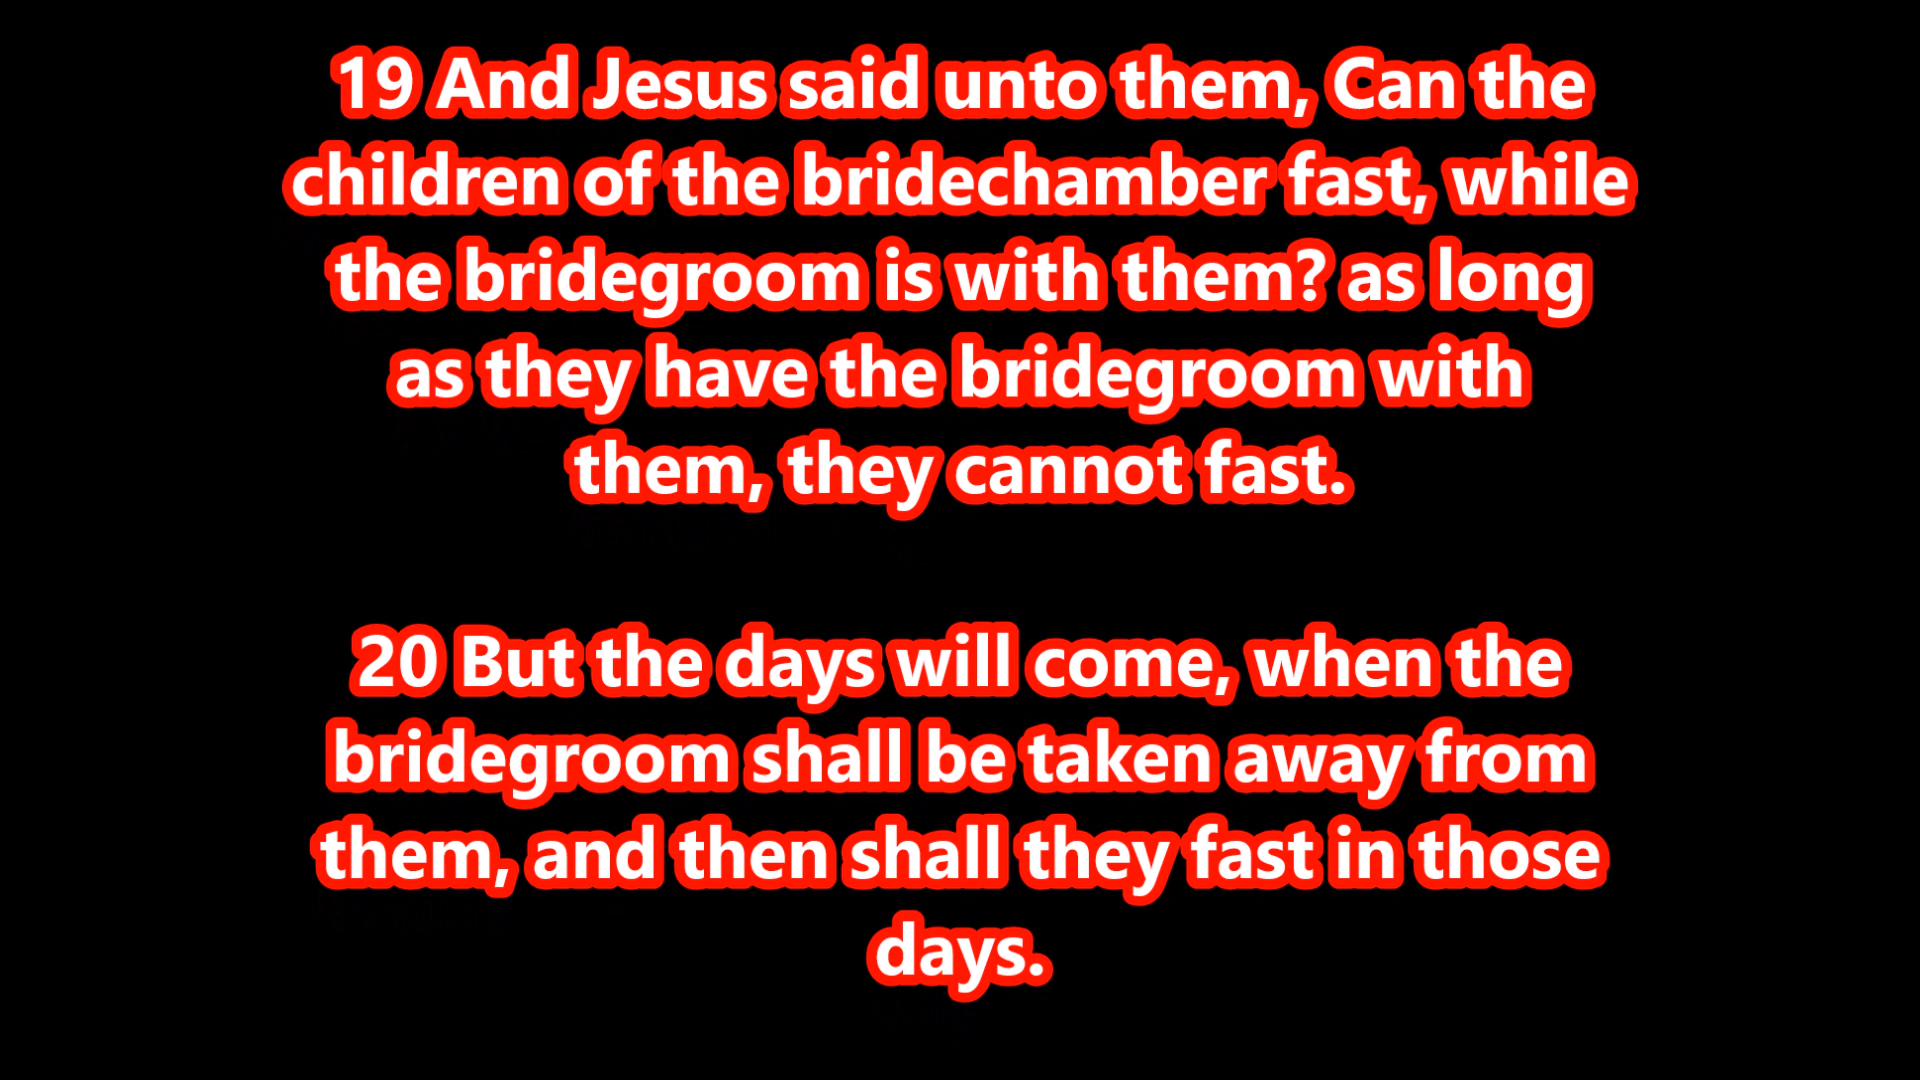 19 And Jesus said unto them, Can the
children of the bridechamber fast, while
the bridegroom is with them? as long
as they have the bridegroom with
them, they cannot fast.
20 But the days will come, when the
bridegroom shall be taken away from
them, and then shall they fast in those
days.